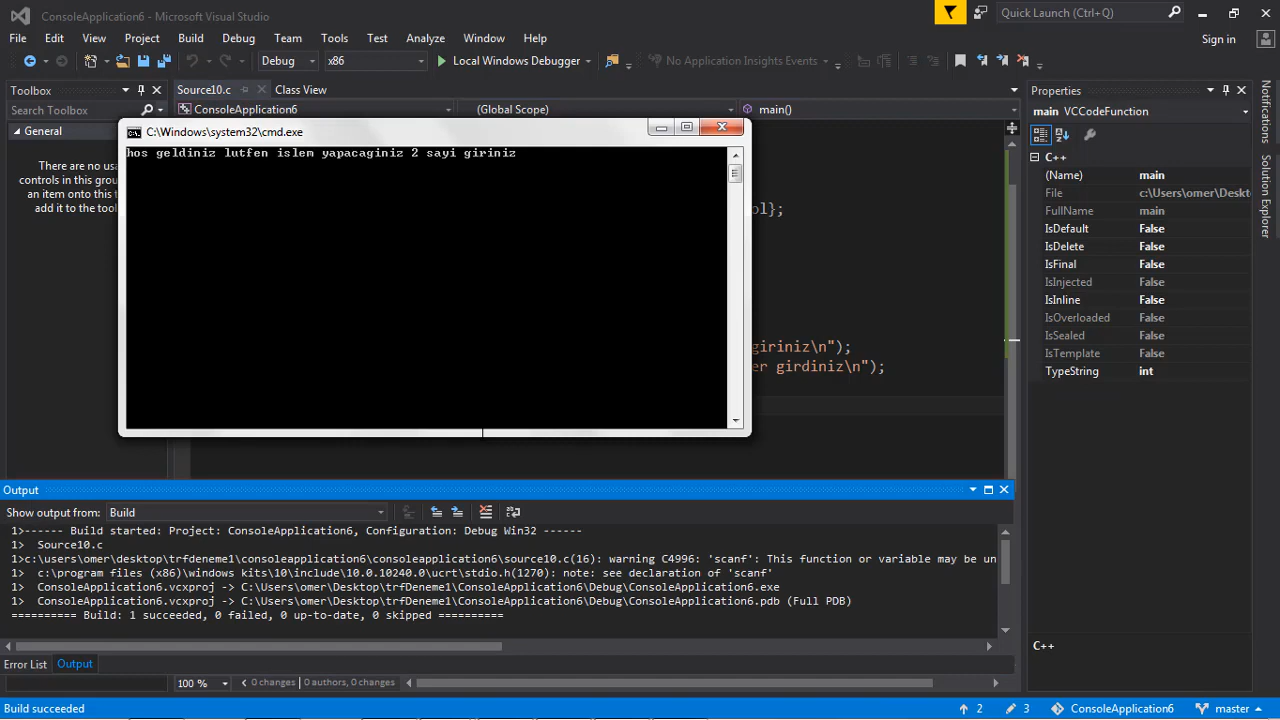 ConsoleApplication6 - Microsoft Visual Studio
Quick Launch (Ctrl+Q)
File Edit View Project Build Debug Team Tools Test Analyze Window Help
Sign in
Debug x86 Local Windows Debugger No Application Insights Events
Toolbox
Search Toolbox
General
There are no usa
controls in this grou
an item onto this t
add it to the tool
Source10.c Class View
ConsoleApplication6 (Global Scope) main()
C:\Windows\system32\cmd.exe
hos geldiniz lutfen islem yapacaginiz 2 sayi giriniz
ol};
giriniz\n");
er girdiniz\n");
Properties
main VCCodeFunction
C++
(Name) main
File c:\Users\omer\Deskt
FullName main
IsDefault False
IsDelete False
IsFinal False
IsInjected False
IsInline False
IsOverloaded False
IsSealed False
IsTemplate False
TypeString int
C++
Notifications
Solution Explorer
Output
Show output from: Build
1>------ Build started: Project: ConsoleApplication6, Configuration: Debug Win32 ------
1> Source10.c
1>c:\users\omer\desktop\trfdeneme1\consoleapplication6\consoleapplication6\source10.c(16): warning C4996: 'scanf': This function or variable may be un
1> c:\program files (x86)\windows kits\10\include\10.0.10240.0\ucrt\stdio.h(1270): note: see declaration of 'scanf'
1> ConsoleApplication6.vcxproj -> C:\Users\omer\Desktop\trfDeneme1\ConsoleApplication6\Debug\ConsoleApplication6.exe
1> ConsoleApplication6.vcxproj -> C:\Users\omer\Desktop\trfDeneme1\ConsoleApplication6\Debug\ConsoleApplication6.pdb (Full PDB)
========== Build: 1 succeeded, 0 failed, 0 up-to-date, 0 skipped ==========
Error List Output
100 % 0 changes | 0 authors, 0 changes
Build succeeded 2 3 ConsoleApplication6 master